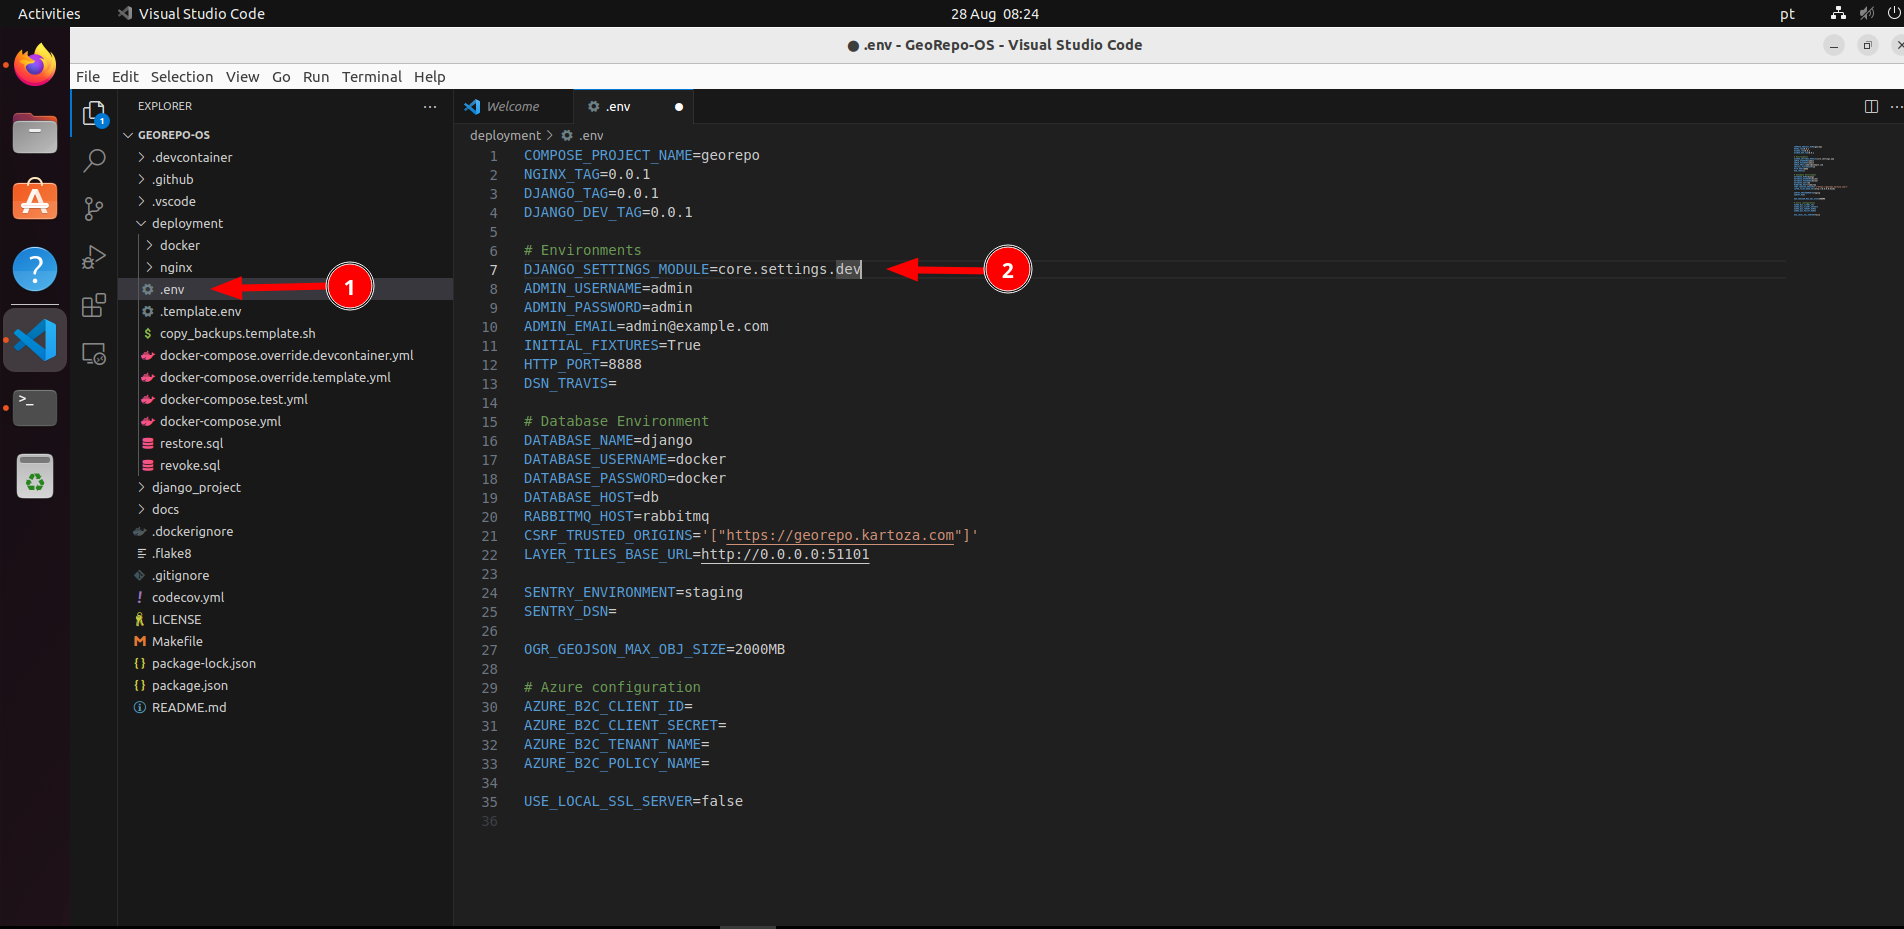 Activities
Visual Studio Code
28 Aug 08:24
pt
● .env - GeoRepo-OS - Visual Studio Code
File Edit Selection View Go Run Terminal Help
EXPLORER
GEOREPO-OS
.devcontainer
.github
.vscode
deployment
docker
nginx
.env
1
.template.env
copy_backups.template.sh
docker-compose.override.devcontainer.yml
docker-compose.override.template.yml
docker-compose.test.yml
docker-compose.yml
restore.sql
revoke.sql
django_project
docs
.dockerignore
.flake8
.gitignore
codecov.yml
LICENSE
Makefile
package-lock.json
package.json
README.md
1
Welcome
.env
deployment > .env
1 COMPOSE_PROJECT_NAME=georepo
2 NGINX_TAG=0.0.1
3 DJANGO_TAG=0.0.1
4 DJANGO_DEV_TAG=0.0.1
5
6 # Environments
7 DJANGO_SETTINGS_MODULE=core.settings.dev
2
8 ADMIN_USERNAME=admin
9 ADMIN_PASSWORD=admin
10 ADMIN_EMAIL=admin@example.com
11 INITIAL_FIXTURES=True
12 HTTP_PORT=8888
13 DSN_TRAVIS=
14
15 # Database Environment
16 DATABASE_NAME=django
17 DATABASE_USERNAME=docker
18 DATABASE_PASSWORD=docker
19 DATABASE_HOST=db
20 RABBITMQ_HOST=rabbitmq
21 CSRF_TRUSTED_ORIGINS='["https://georepo.kartoza.com"]'
22 LAYER_TILES_BASE_URL=http://0.0.0.0:51101
23
24 SENTRY_ENVIRONMENT=staging
25 SENTRY_DSN=
26
27 OGR_GEOJSON_MAX_OBJ_SIZE=2000MB
28
29 # Azure configuration
30 AZURE_B2C_CLIENT_ID=
31 AZURE_B2C_CLIENT_SECRET=
32 AZURE_B2C_TENANT_NAME=
33 AZURE_B2C_POLICY_NAME=
34
35 USE_LOCAL_SSL_SERVER=false
36